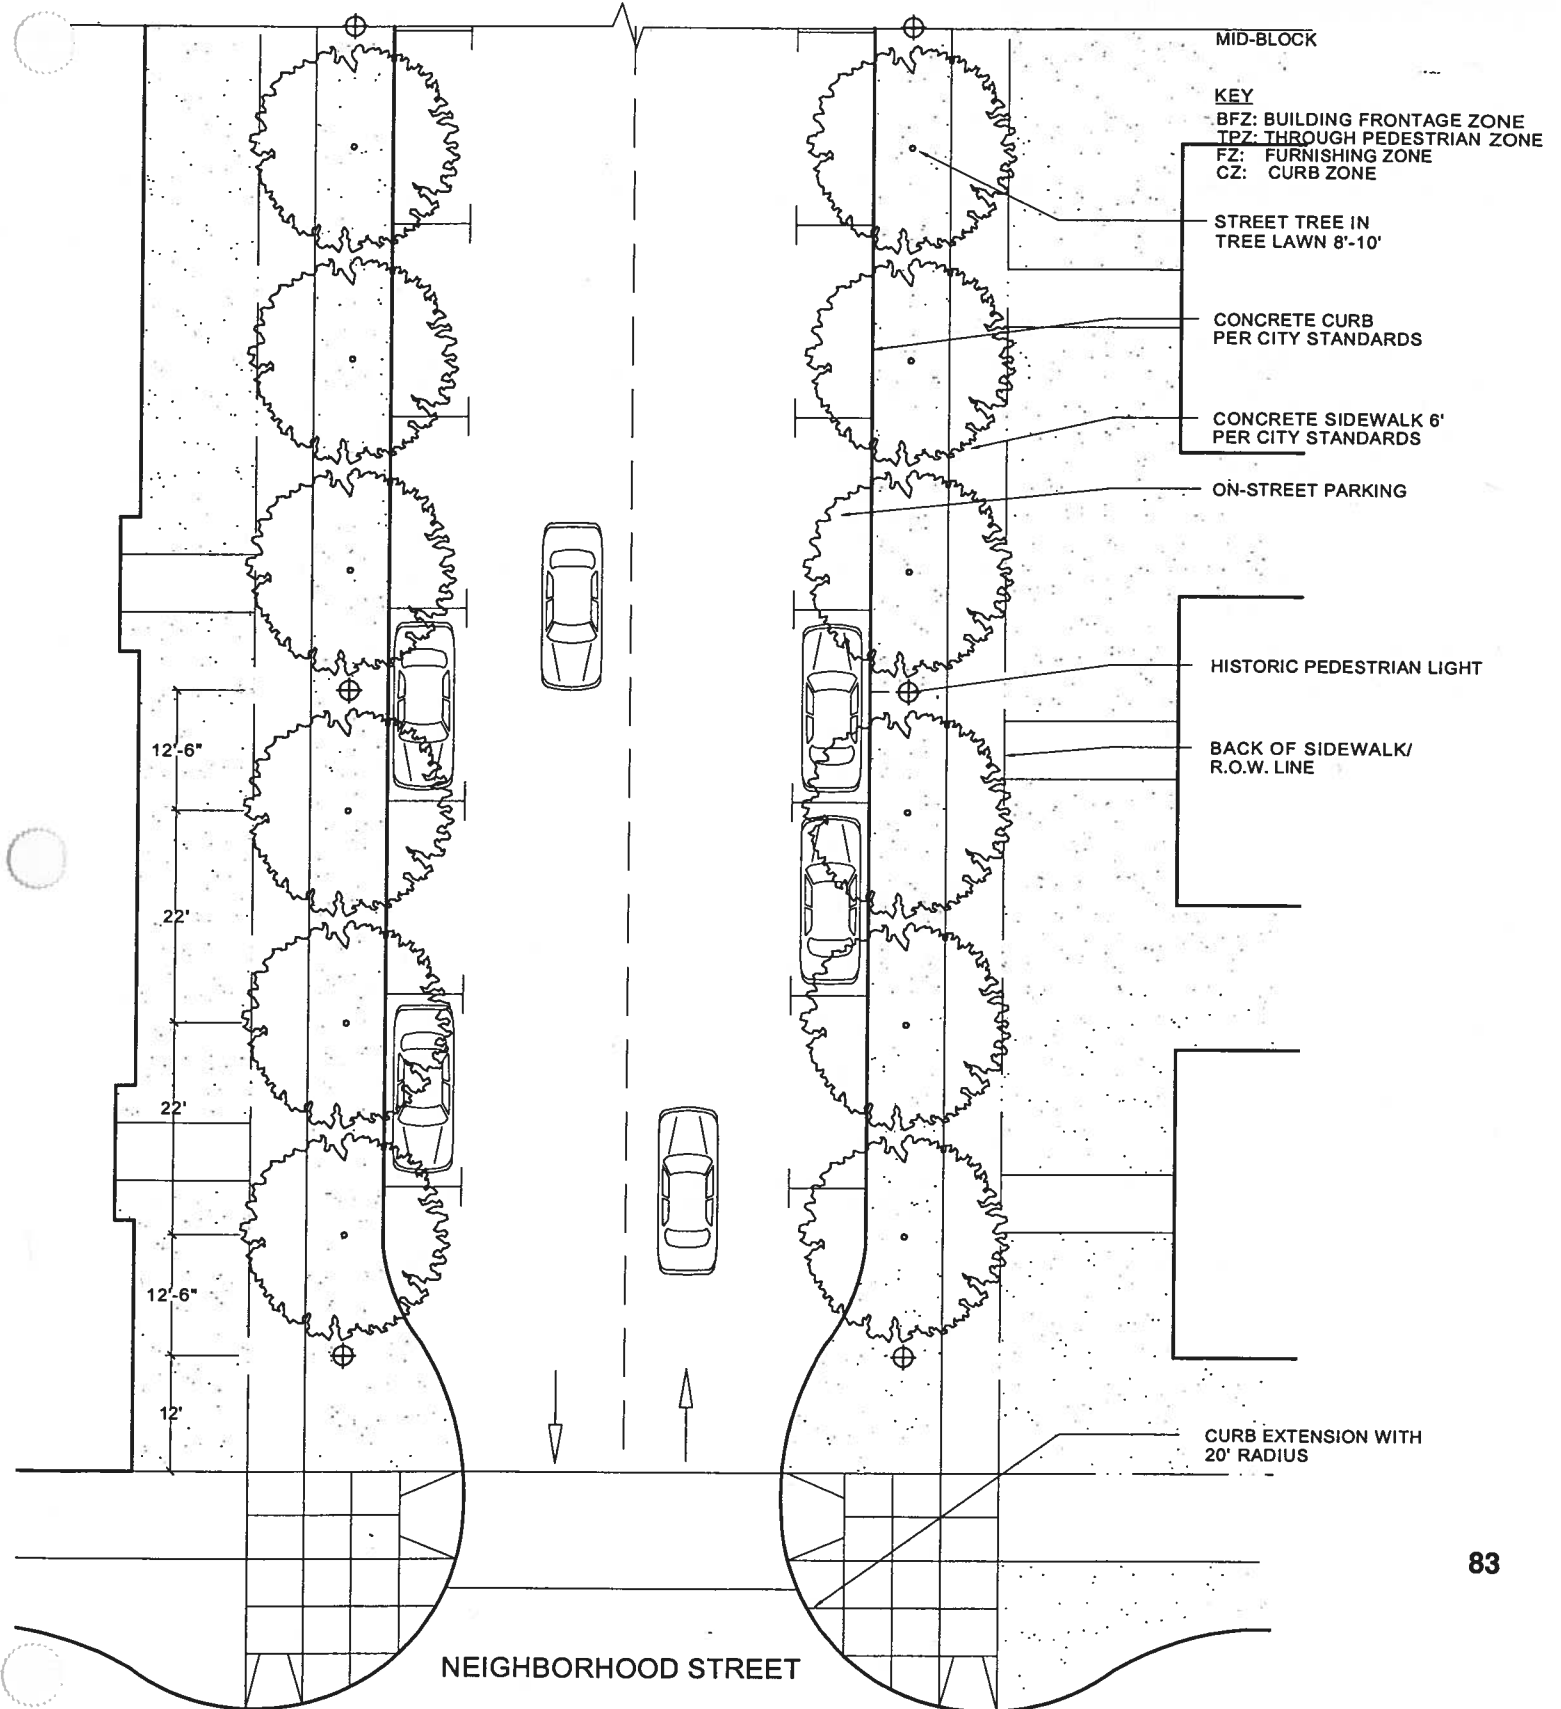 MID-BLOCK
KEY
BFZ: BUILDING FRONTAGE ZONE
TPZ: THROUGH PEDESTRIAN ZONE
FZ: FURNISHING ZONE
CZ: CURB ZONE
STREET TREE IN
TREE LAWN 8'-10'
CONCRETE CURB
PER CITY STANDARDS
CONCRETE SIDEWALK 6'
PER CITY STANDARDS
ON-STREET PARKING
HISTORIC PEDESTRIAN LIGHT
12'-6"
BACK OF SIDEWALK/
R.O.W. LINE
22'
22'
12'-6"
12'
CURB EXTENSION WITH
20' RADIUS
83
NEIGHBORHOOD STREET